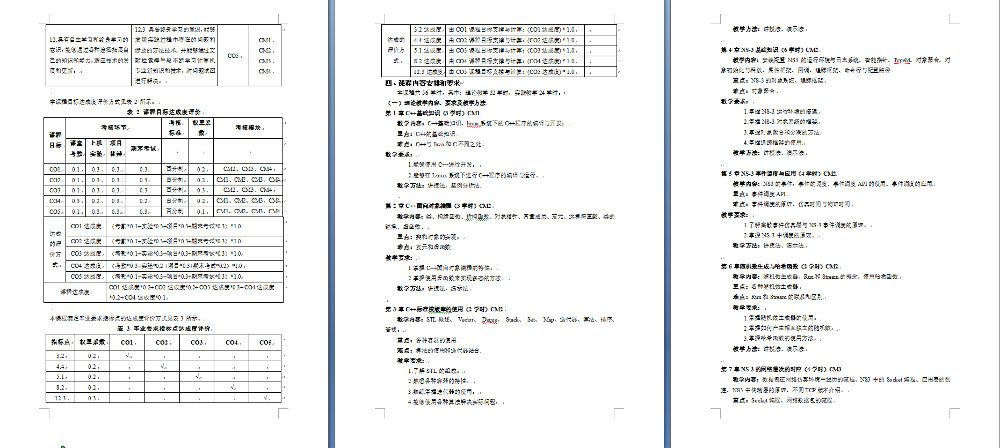 12.具有自主学习和终身学习的
意识，能够通过各种途径拓展自
己的知识和能力，适应技术的发
展和更新。
12.3 具备终身学习的意识，能够
发现实践过程中存在的问题和
涉及的方法技术，并能够通过文
献检索等手段不断学习计算机
专业新知识和技术，对问题试图
进行解决。
CO5
CM1
CM2
CM3
CM4
本课程目标达成度评价方式见表 2 所示。
表 2 课程目标达成度评价
课程目标 考核环节 考核标准 权重系数 考核模块
课堂考勤 上机实验 项目答辩 期末考试
CO1 0.1 0.3 0.3 0.3 百分制 0.2 CM2、CM3、CM4
CO2 0.1 0.3 0.3 0.3 百分制 0.2 CM1、CM2、CM3、CM4
CO3 0.1 0.3 0.3 0.3 百分制 0.3 CM2、CM3、CM4
CO4 0.3 0.2 0.3 0.2 百分制 0.2 CM1、CM2、CM3、CM4
CO5 0.1 0.3 0.3 0.3 百分制 0.1 CM1、CM2、CM3、CM4
达成的评价方式
CO1 达成度 （考勤*0.1+实验*0.3+项目*0.3+期末考试*0.3）*1.0
CO2 达成度 （考勤*0.1+实验*0.3+项目*0.3+期末考试*0.3）*1.0
CO3 达成度 （考勤*0.1+实验*0.3+项目*0.3+期末考试*0.3）*1.0
CO4 达成度 （考勤*0.3+实验*0.2+项目*0.3+期末考试*0.2）*1.0
CO5 达成度 （考勤*0.1+实验*0.3+项目*0.3+期末考试*0.3）*1.0
课程达成度 CO1 达成度*0.2+CO2 达成度*0.2+CO3 达成度*0.3+CO4 达成度
*0.2+CO4 达成度*0.1
本课程满足毕业要求指标点的达成度评价方式见表 3 所示。
表 3 毕业要求指标点达成度评价
指标点 权重系数 CO1 CO2 CO3 CO4 CO5
3.2 0.2 √
4.4 0.2 √
5.1 0.2 √
8.2 0.2 √
12.3 0.3 √
达成的评价方式
3.2 达成度 由 CO1 课程目标支撑与计算：(CO1 达成度) * 1.0
4.4 达成度 由 CO2 课程目标支撑与计算：(CO2 达成度) * 1.0
5.1 达成度 由 CO3 课程目标支撑与计算：(CO3 达成度) * 1.0
8.2 达成度 由 CO4 课程目标支撑与计算：(CO4 达成度) * 1.0
12.3 达成度 由 CO5 课程目标支撑与计算：(CO5 达成度) * 1.0
四、课程内容安排和要求
本课程共 56 学时，其中：理论教学 32 学时，实践教学 24 学时。
（一）理论教学内容、要求及教学方法
第 1 章 C++基础知识（3 学时）CM1
教学内容：C++基础知识、linux 系统下的 C++程序的编译与开发；
重点：C++的基础知识
难点：C++与 Java 和 C 不同之处
教学要求：
1.能够使用 C++进行开发。
2.能够在 Linux 系统下进行 C++程序的编译与运行。
教学方法：讲授法、案例分析法
第 2 章 C++面向对象编程（3 学时）CM2
教学内容：类、构造函数、析构函数、对象指针、常量成员、友元、运算符重载、类的
继承、虚函数、
重点：类和对象的实现。
难点：友元和虚函数
教学要求：
1.掌握 C++面向对象编程的特性。
2.掌握使用虚函数来实现多态的方法。
教学方法：讲授法、演示法
第 3 章 C++标准模版库的使用（2 学时）CM2
教学内容：STL 概述、 Vector、 Deque、 Stack、 Set、 Map、迭代器、算法、排序、
查找。
重点：各种容器的使用
难点：算法的使用和迭代器结合
教学要求：
1.了解 STL 的组成。
2.熟悉各种容器的特性。
3.熟练掌握迭代器的使用。
4.能够使用各种算法解决实际问题。
教学方法：讲授法、演示法
第 4 章 NS-3 基础知识（6 学时）CM2
教学内容：安装配置 NS3 的运行环境与日志系统、智能指针、TypeId、对象聚合、对
象初始化与释放、属性框架、回调、追踪框架、命令行与配置路径
重点：NS-3 的对象系统、追踪框架
难点：对象聚合
教学要求：
1.掌握 NS-3 运行环境的搭建
2.掌握 NS-3 对象系统的框架
3.掌握对象聚合和分离的方法。
4.掌握追踪框架的使用
教学方法：讲授法、演示法
第 5 章 NS-3 事件调度与应用（4 学时）CM2
教学内容：NS3 的事件，事件的调度、事件调度 API 的使用、事件调度的应用
重点：事件调度 API
难点：事件调度的原理、仿真时间与物理时间
教学要求：
1.了解离散事件仿真器与 NS-3 事件调度的原理。
2.掌握 NS-3 中调度的原理。
教学方法：讲授法、演示法
第 6 章随机数生成与哈希函数（2 学时）CM2
教学内容：随机数生成器、Run 和 Stream 的概念、使用哈希函数
重点：各种随机数生成器
难点：Run 和 Stream 的联系和区别
教学要求：
1.掌握随机数生成器的使用。
2.掌握如何产生相互独立的随机数。
3.掌握哈希函数的使用方法。
教学方法：讲授法、演示法
第 7 章 NS-3 的网络层次的对应（4 学时）CM3
教学内容：数据包在网络仿真环境中经历的流程、NS3 中的 Socket 编程、应用层的创
建、NS3 中传输层的原理、不同 TCP 版本介绍。
重点：Socket 编程、网络数据包的流程